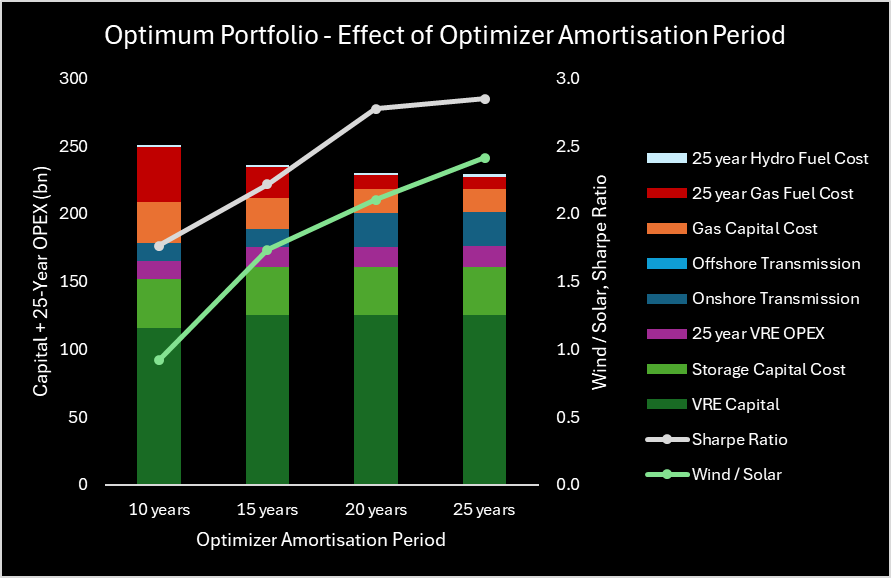 Optimum Portfolio - Effect of Optimizer Amortisation Period
Capital + 25-Year OPEX (bn)
300
250
200
150
100
50
0
3.0
2.5
2.0
1.5
1.0
0.5
0.0
Wind / Solar, Sharpe Ratio
10 years
15 years
20 years
25 years
Optimizer Amortisation Period
25 year Hydro Fuel Cost
25 year Gas Fuel Cost
Gas Capital Cost
Offshore Transmission
Onshore Transmission
25 year VRE OPEX
Storage Capital Cost
VRE Capital
Sharpe Ratio
Wind / Solar